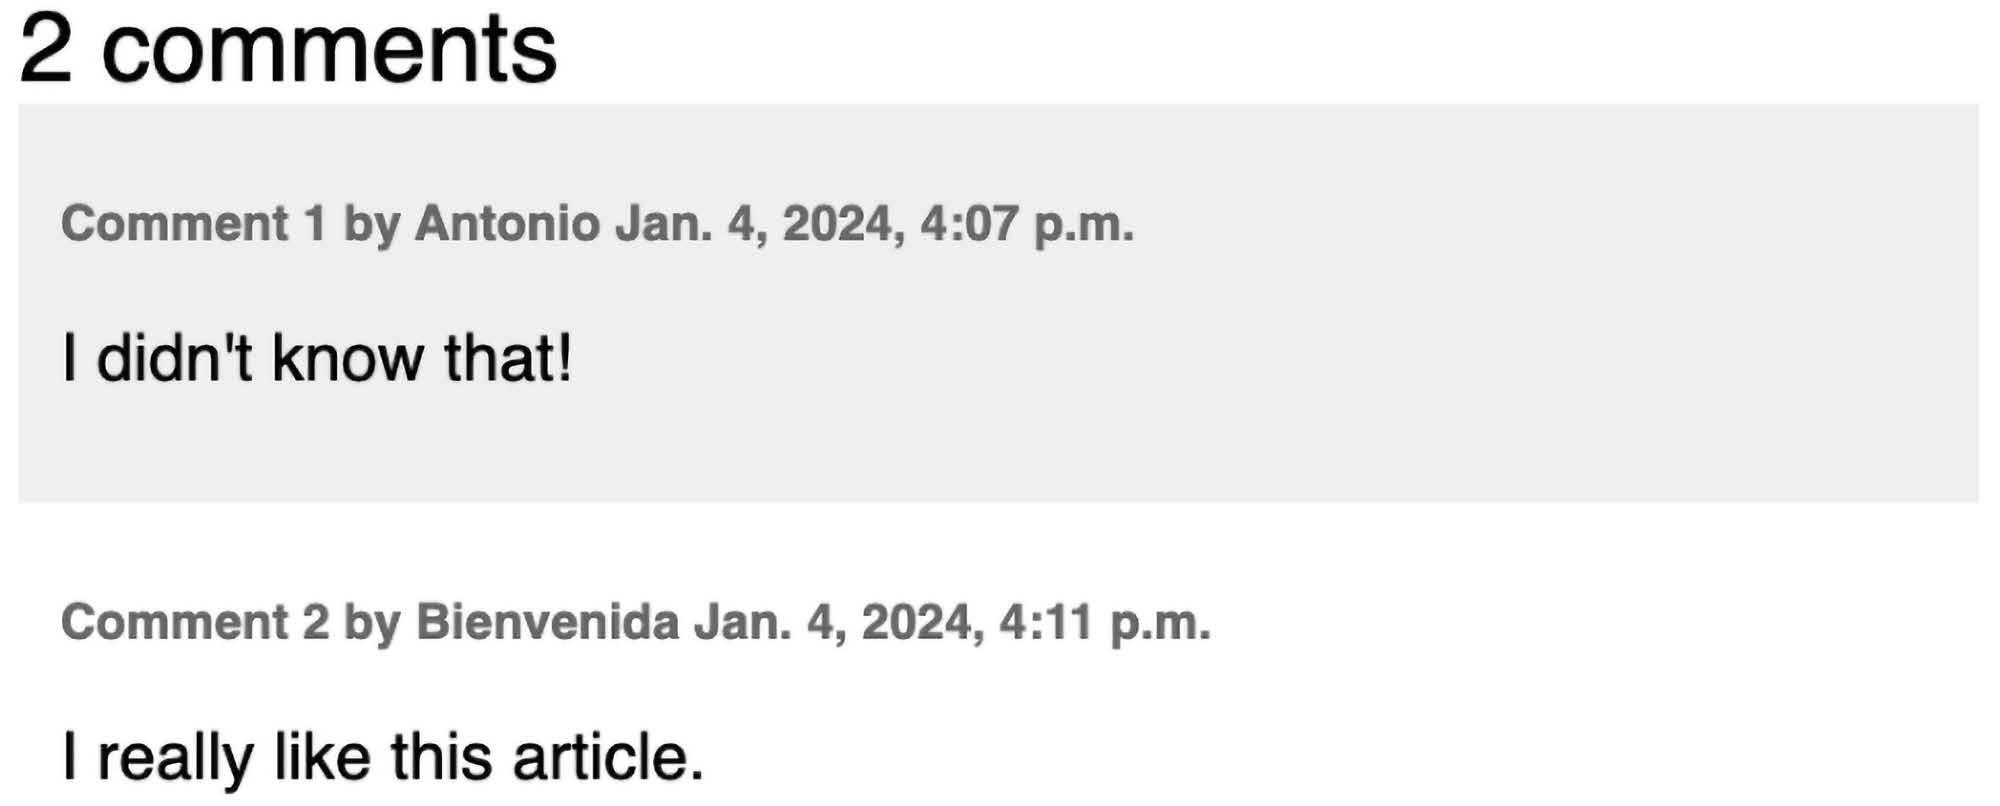 2 comments
Comment 1 by Antonio Jan. 4, 2024, 4:07 p.m.
I didn't know that!
Comment 2 by Bienvenida Jan. 4, 2024, 4:11 p.m.
I really like this article.